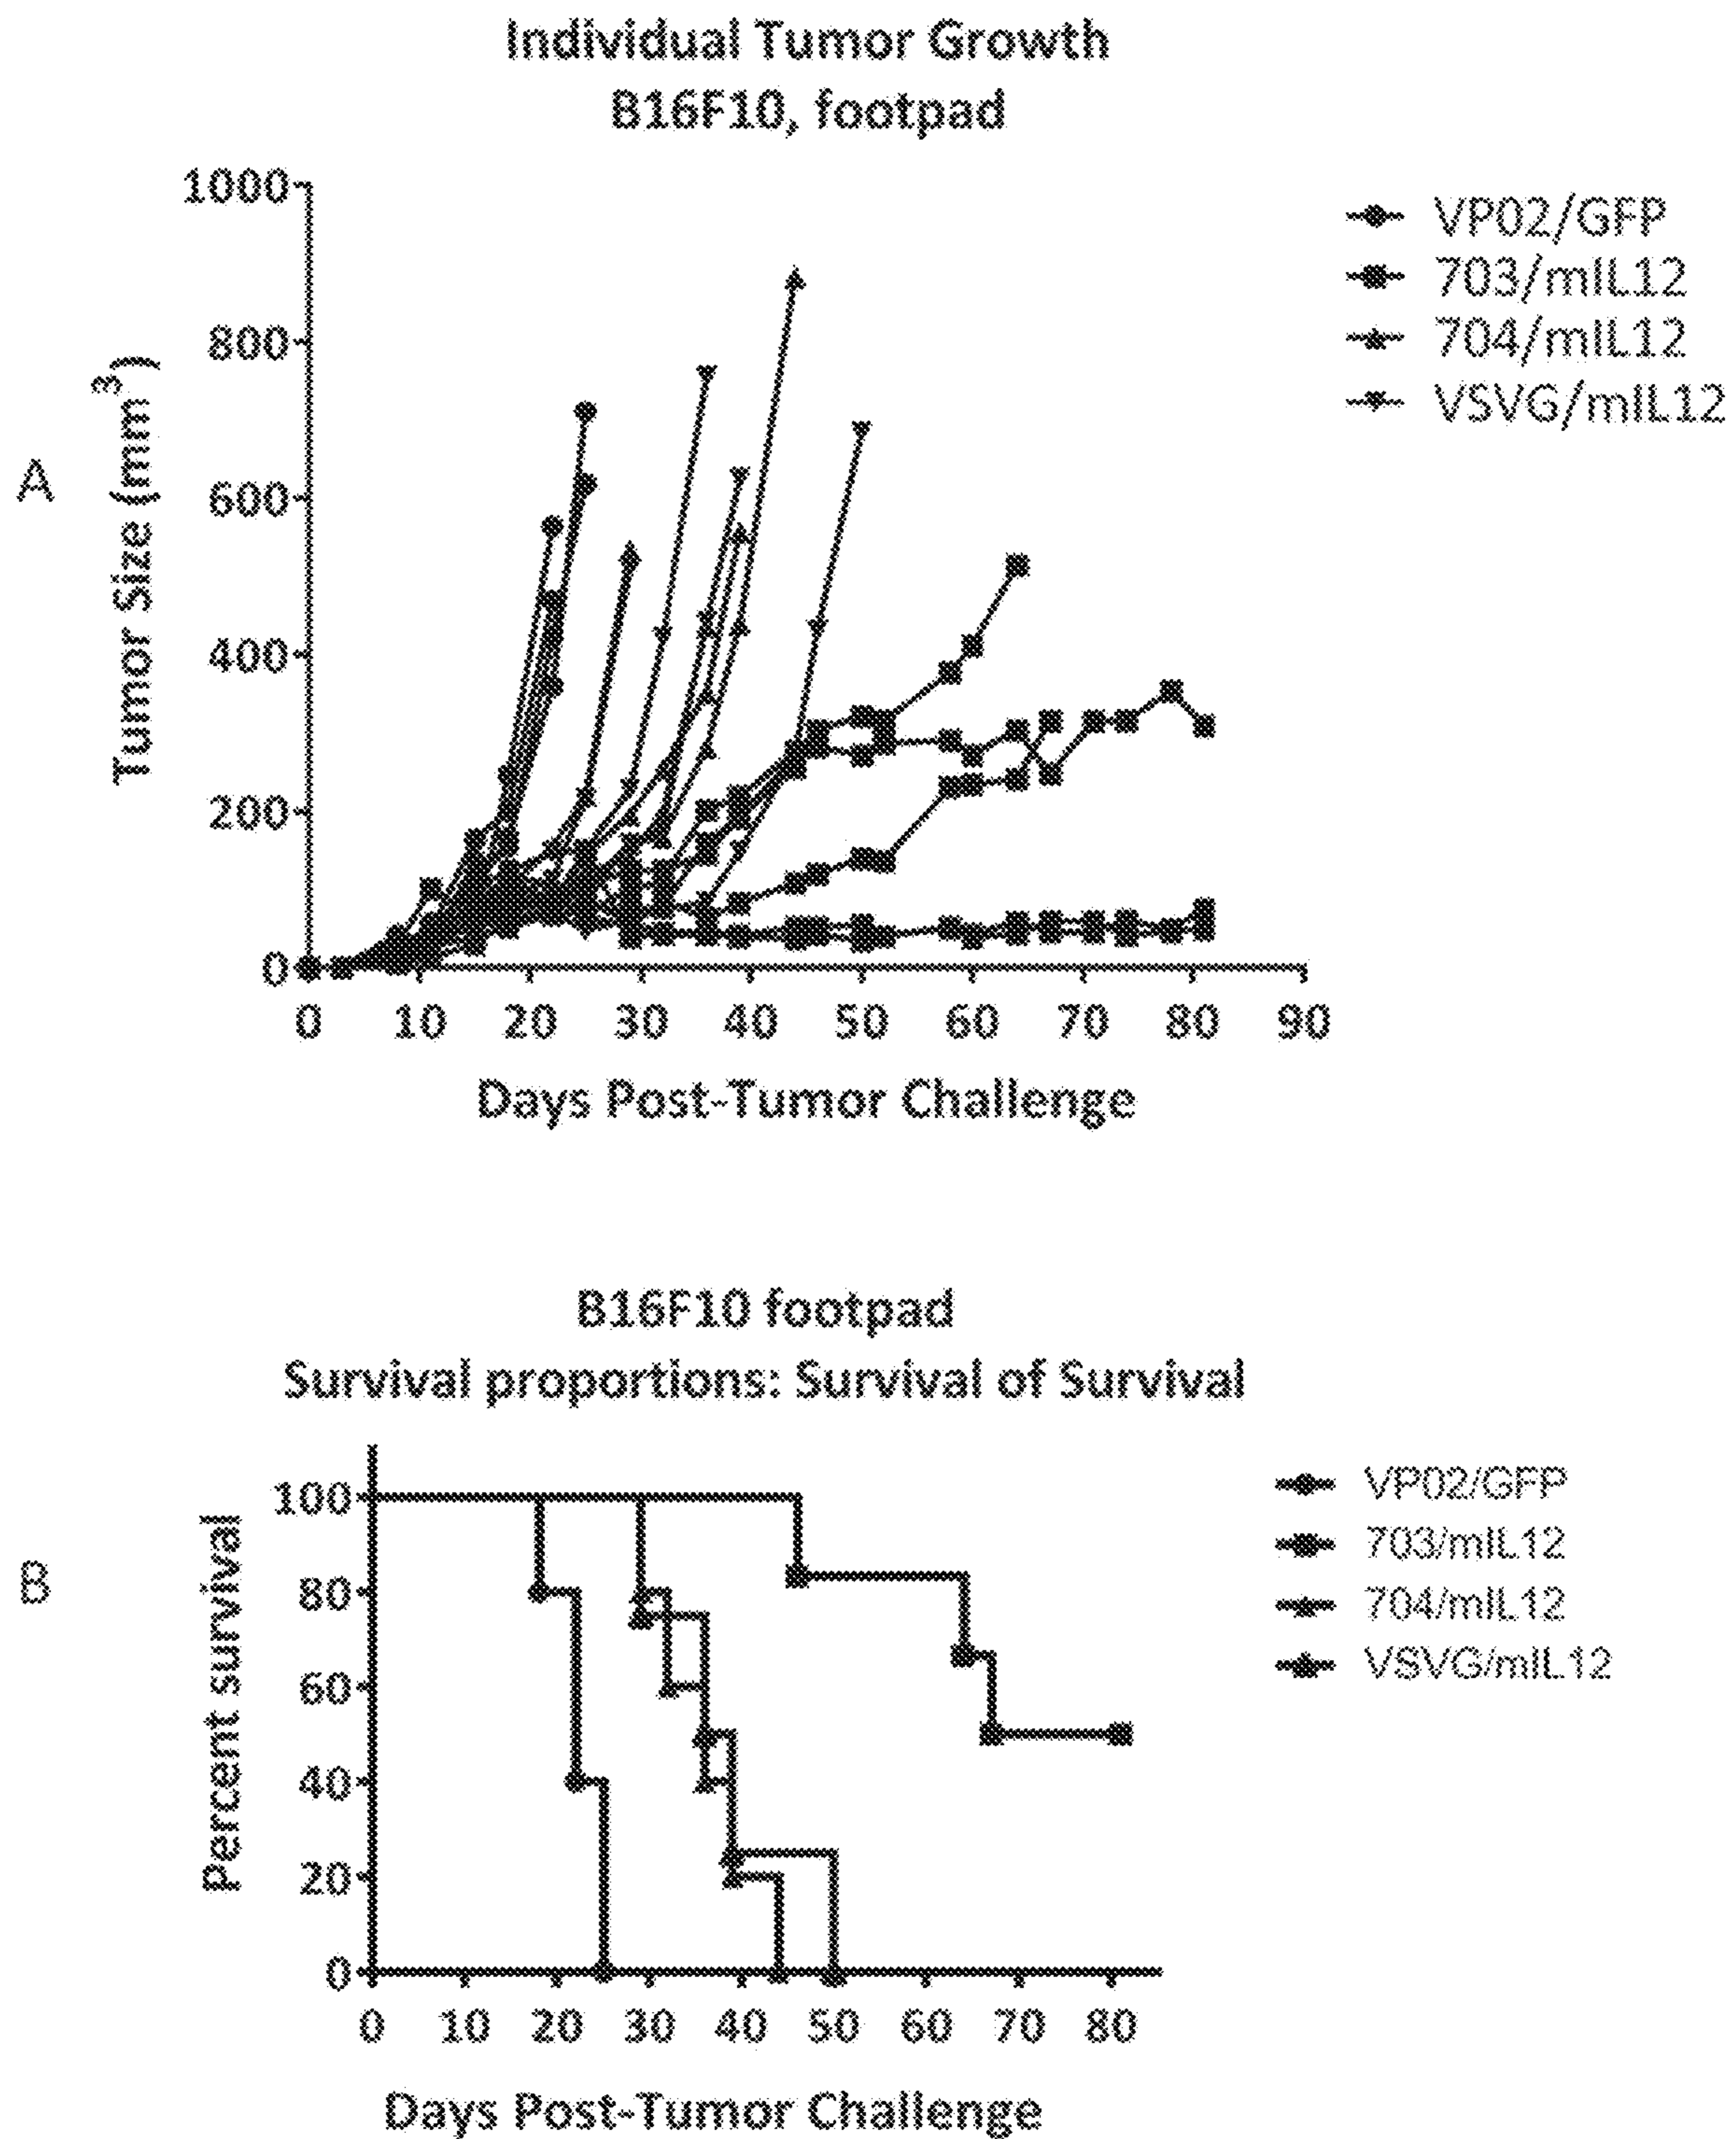 Individual Tumor Growth
B16F10, footpad
A
Tumor Size (mm3)
1000
800
600
400
200
0
0 10 20 30 40 50 60 70 80 90
Days Post-Tumor Challenge
VP02/GFP
703/mIL12
704/mIL12
VSVG/mIL12
B16F10 footpad
Survival proportions: Survival of Survival
B
Percent survival
100
80
60
40
20
0
0 10 20 30 40 50 60 70 80
Days Post-Tumor Challenge
VP02/GFP
703/mIL12
704/mIL12
VSVG/mIL12